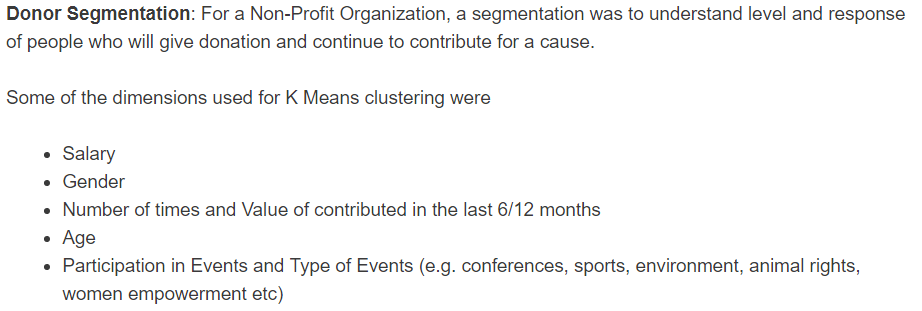 Donor Segmentation: For a Non-Profit Organization, a segmentation was to understand level and response
of people who will give donation and continue to contribute for a cause.
Some of the dimensions used for K Means clustering were
• Salary
• Gender
• Number of times and Value of contributed in the last 6/12 months
• Age
• Participation in Events and Type of Events (e.g. conferences, sports, environment, animal rights,
women empowerment etc)